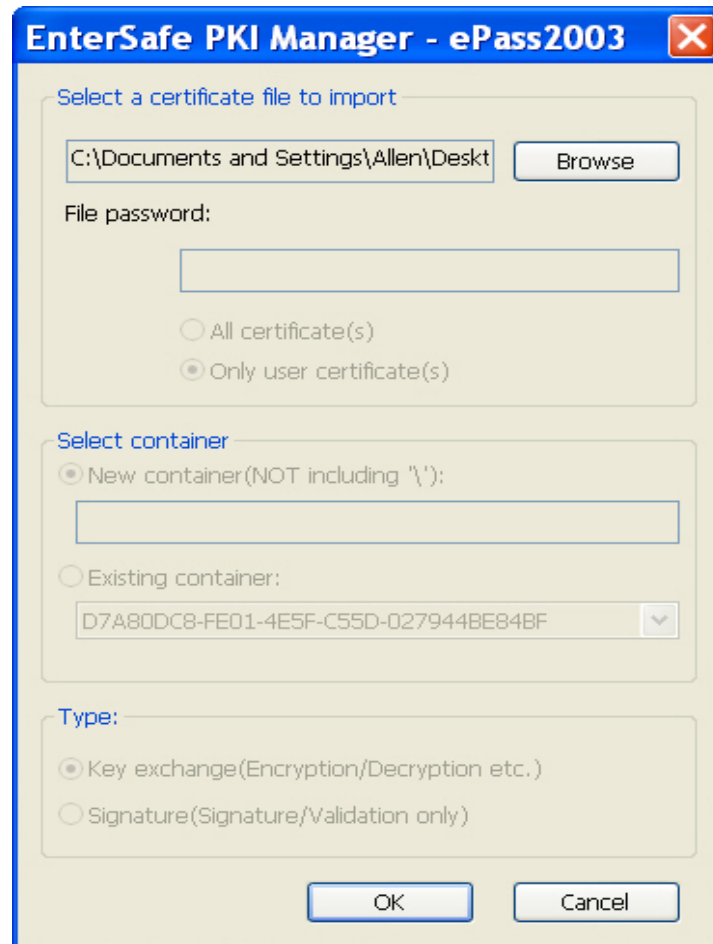 EnterSafe PKI Manager - ePass2003
Select a certificate file to import
C:\Documents and Settings\Allen\Deskt
Browse
File password:
All certificate(s)
Only user certificate(s)
Select container
New container(NOT including '\'):
Existing container:
D7A80DC8-FE01-4E5F-C55D-027944BE84BF
Type:
Key exchange(Encryption/Decryption etc.)
Signature(Signature/Validation only)
OK
Cancel